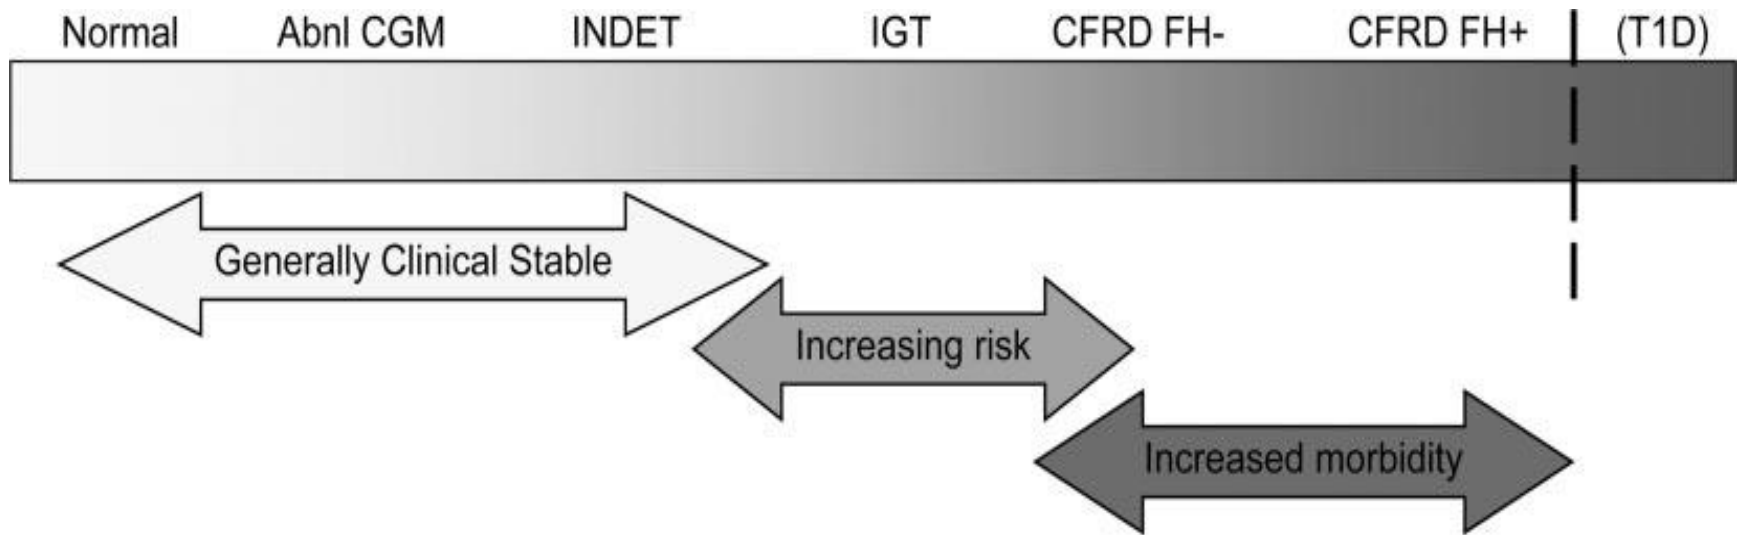 Normal Abnl CGM INDET IGT CFRD FH- CFRD FH+ (T1D)
Generally Clinical Stable
Increasing risk
Increased morbidity